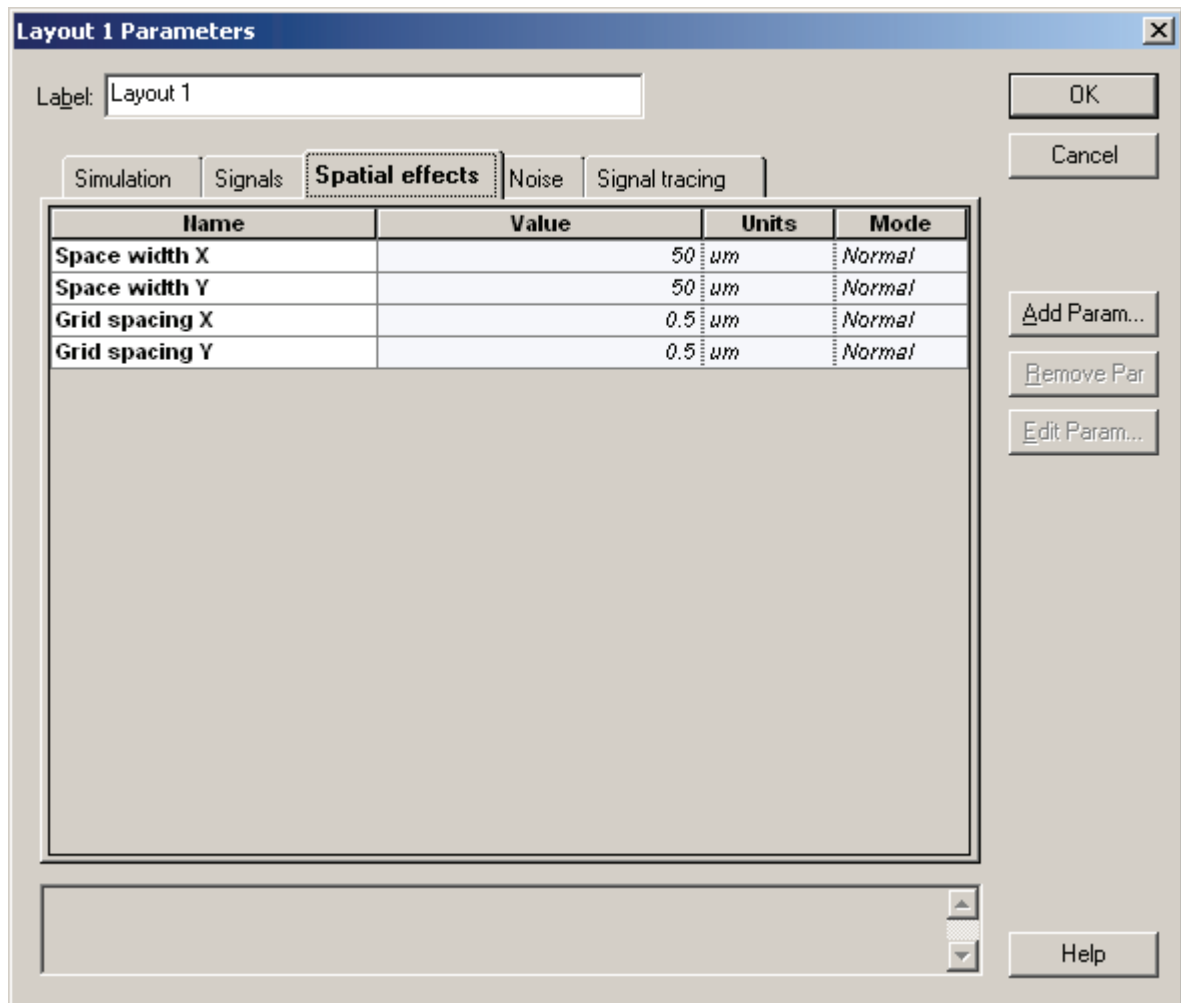 Layout 1 Parameters
Label: Layout 1
OK
Cancel
Simulation Signals Spatial effects Noise Signal tracing
Name Value Units Mode
Space width X 50 um Normal
Space width Y 50 um Normal
Grid spacing X 0.5 um Normal
Grid spacing Y 0.5 um Normal
Add Param...
Remove Par
Edit Param...
Help